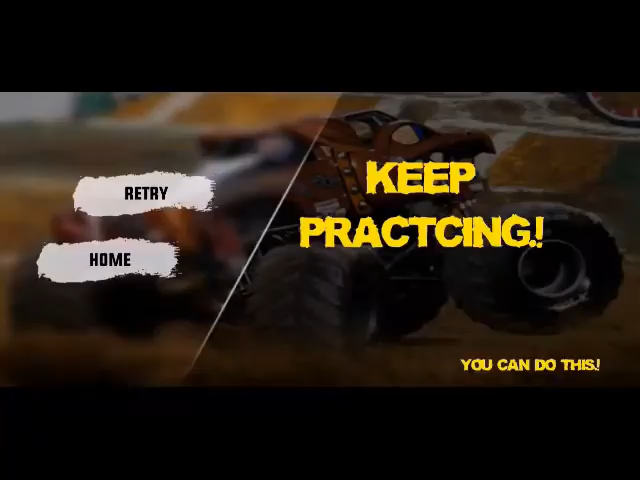 RETRY
HOME
KEEP
PRACTCING!
YOU CAN DO THIS!